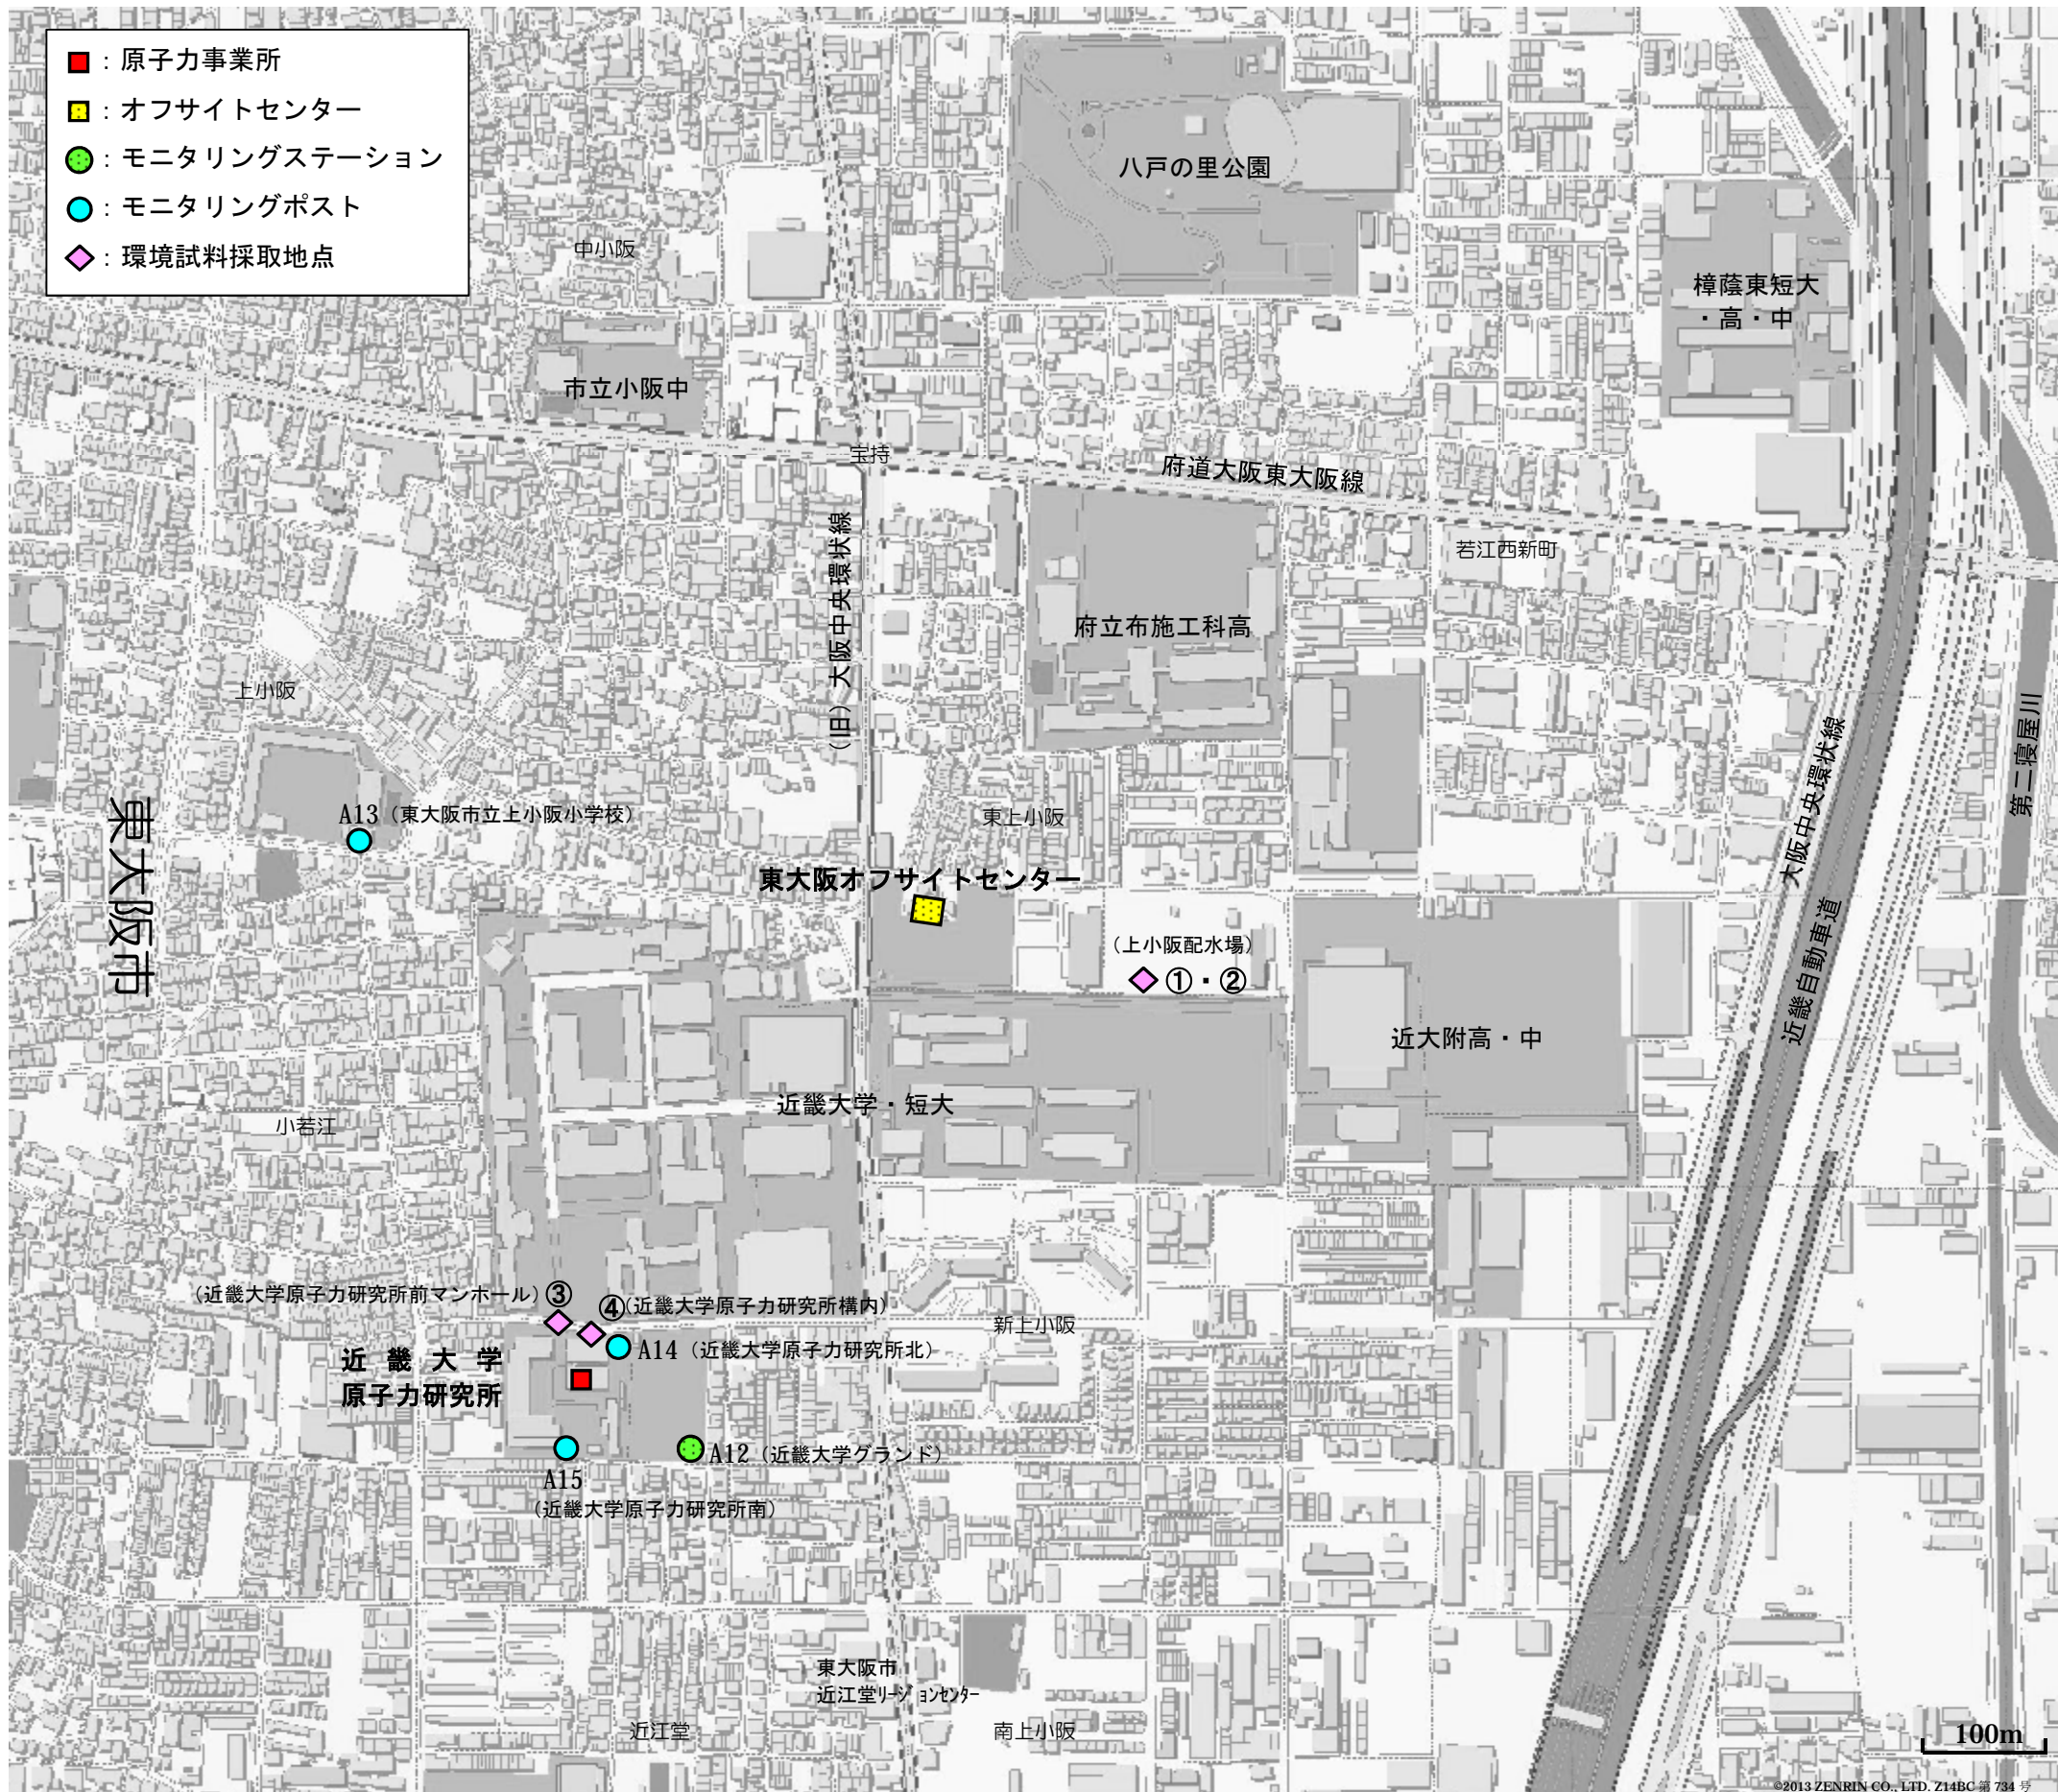 ：原子力事業所
：オフサイトセンター
：モニタリングステーション
：モニタリングポスト
：環境試料採取地点
八戸の里公園
中小阪
樟蔭東短大
・高・中
市立小阪中
宝持
府道大阪東大阪線
（旧）大阪中央環状線
若江西新町
府立布施工科高
上小阪
大阪中央環状線
第二寝屋川
東大阪市
A13（東大阪市立上小阪小学校）
東上小阪
東大阪オフサイトセンター
近畿自動車道
（上小阪配水場）
①・②
近大附高・中
近畿大学・短大
小若江
（近畿大学原子力研究所前マンホール）③
④（近畿大学原子力研究所構内）
新上小阪
A14（近畿大学原子力研究所北）
近畿大学
原子力研究所
A12（近畿大学グランド）
A15
（近畿大学原子力研究所南）
東大阪市
近江堂リージョンセンター
近江堂
南上小阪
100m
©2013 ZENRIN CO., LTD. Z14BC 第 734 号